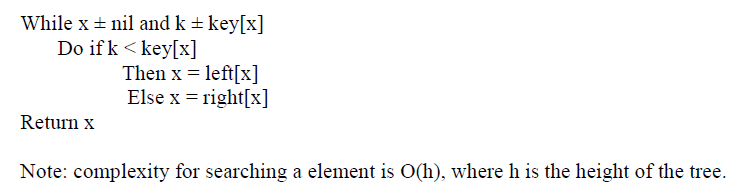 While x ± nil and k ± key[x]
Do if k < key[x]
Then x = left[x]
Else x = right[x]
Return x
Note: complexity for searching a element is O(h), where h is the height of the tree.